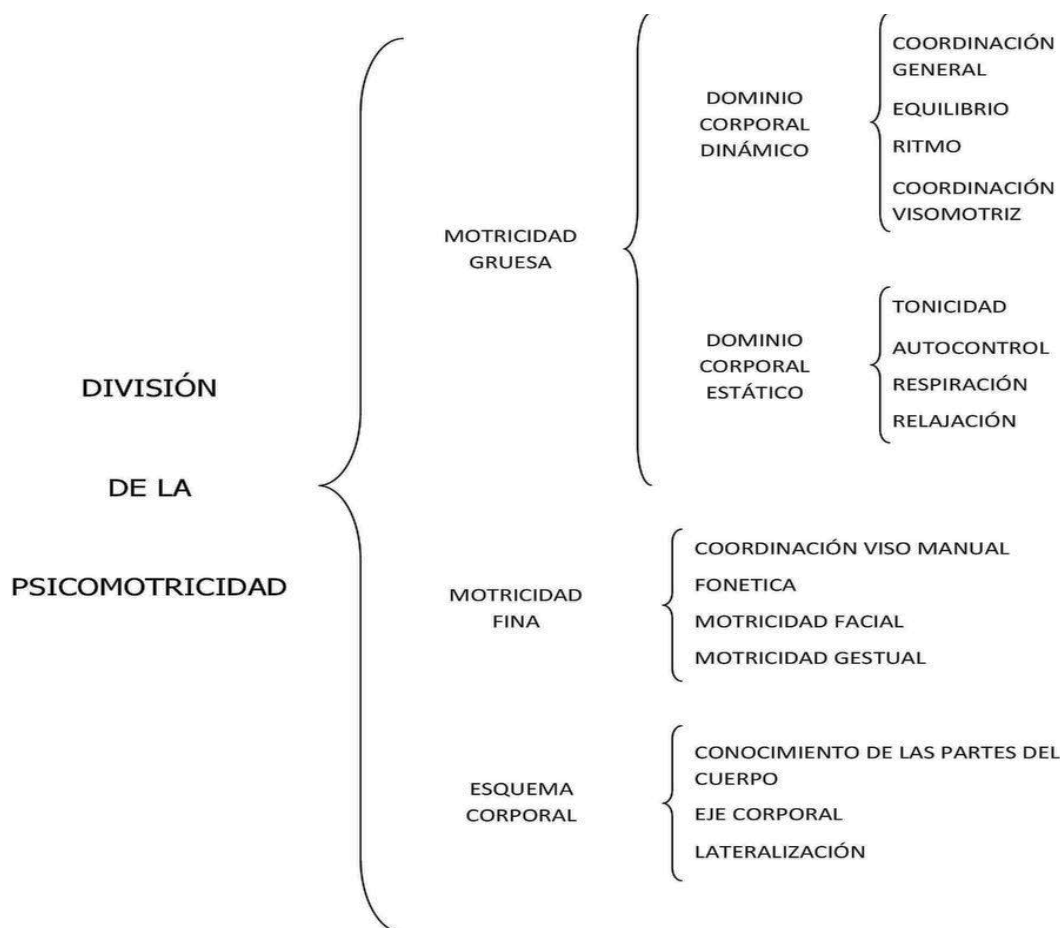 DIVISIÓN
DE LA
PSICOMOTRICIDAD
MOTRICIDAD
GRUESA
DOMINIO
CORPORAL
DINÁMICO
COORDINACIÓN
GENERAL
EQUILIBRIO
RITMO
COORDINACIÓN
VISOMOTRIZ
DOMINIO
CORPORAL
ESTÁTICO
TONICIDAD
AUTOCONTROL
RESPIRACIÓN
RELAJACIÓN
MOTRICIDAD
FINA
COORDINACIÓN VISO MANUAL
FONETICA
MOTRICIDAD FACIAL
MOTRICIDAD GESTUAL
ESQUEMA
CORPORAL
CONOCIMIENTO DE LAS PARTES DEL
CUERPO
EJE CORPORAL
LATERALIZACIÓN